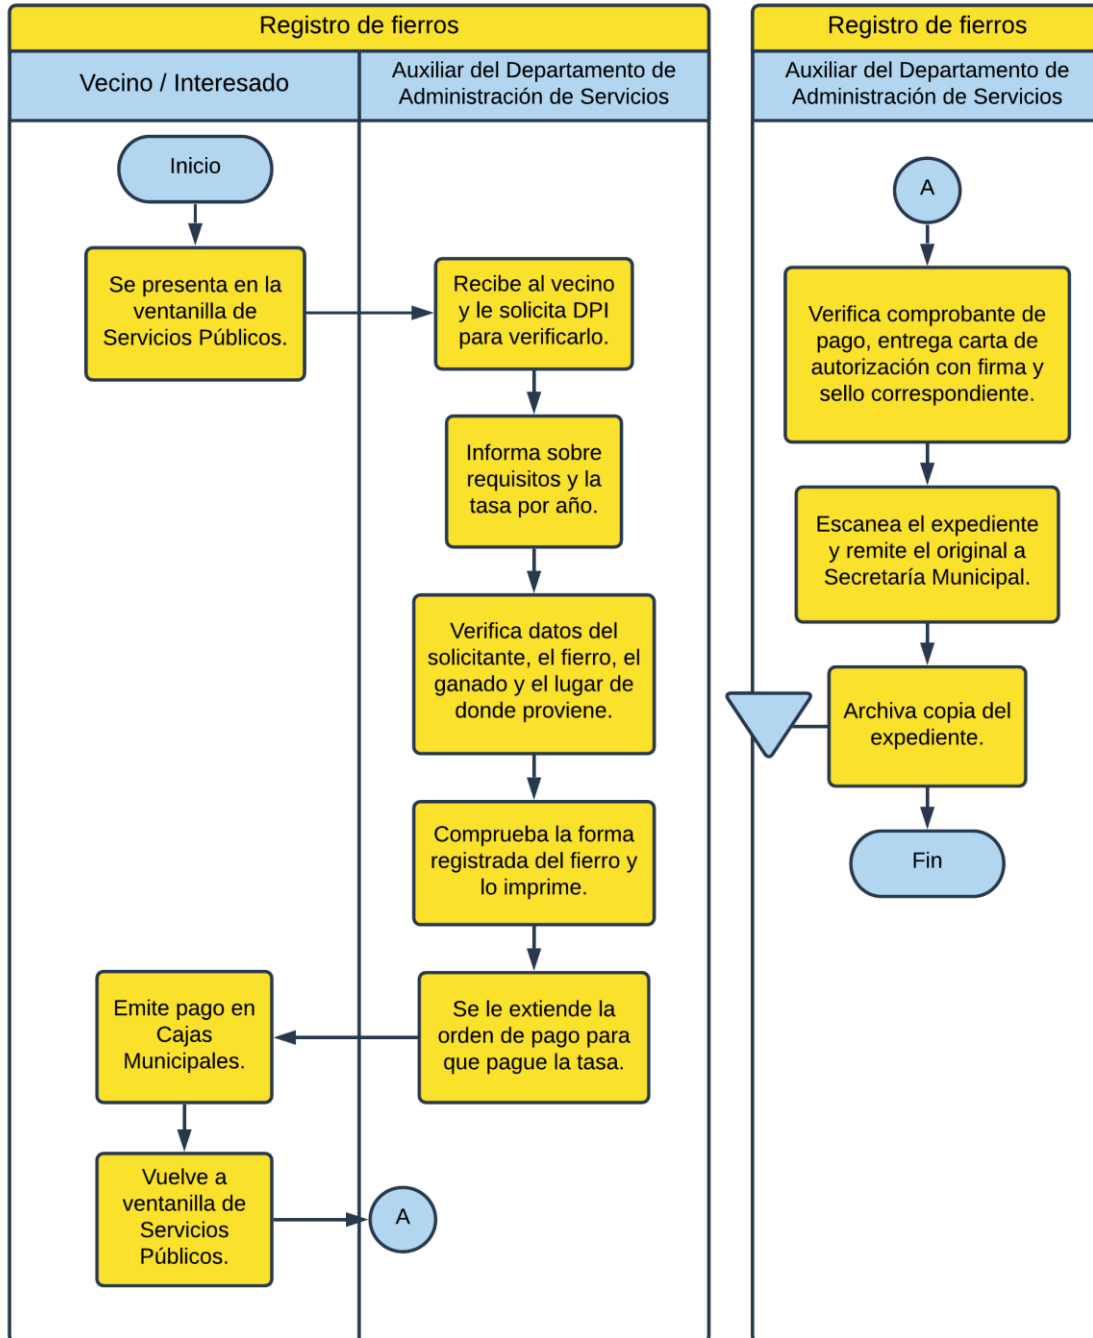 Registro de fierros
Vecino / Interesado
Auxiliar del Departamento de
Administración de Servicios
Inicio
Se presenta en la
ventanilla de
Servicios Públicos.
Recibe al vecino
y le solicita DPI
para verificarlo.
Informa sobre
requisitos y la
tasa por año.
Verifica datos del
solicitante, el fierro, el
ganado y el lugar de
donde proviene.
Comprueba la forma
registrada del fierro y
lo imprime.
Se le extiende la
orden de pago para
que pague la tasa.
Emite pago en
Cajas
Municipales.
Vuelve a
ventanilla de
Servicios
Públicos.
A
Registro de fierros
Auxiliar del Departamento de
Administración de Servicios
A
Verifica comprobante de
pago, entrega carta de
autorización con firma y
sello correspondiente.
Escanea el expediente
y remite el original a
Secretaría Municipal.
Archiva copia del
expediente.
Fin